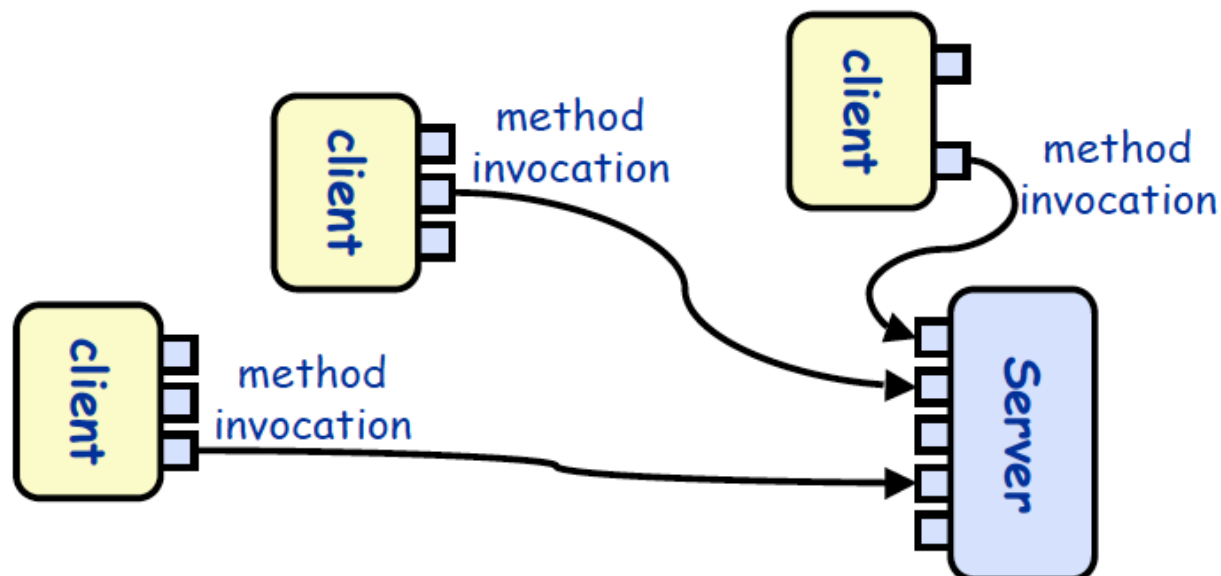 client
method
invocation
client
method
invocation
client
method
invocation
Server